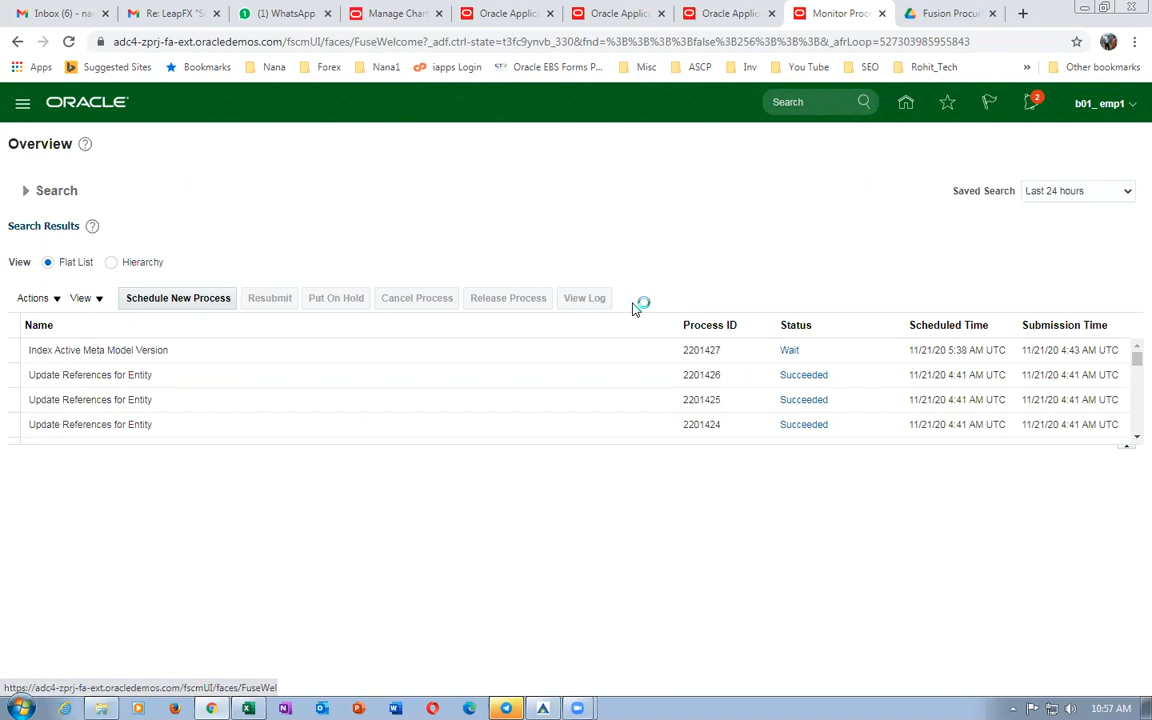 Inbox (6) - nar
Re: LeapFX "S
(1) WhatsApp
Manage Chart
Oracle Applica
Oracle Applic
Oracle Applic
Monitor Proc
Fusion Procur
adc4-zprj-fa-ext.oracledemos.com/fscmUI/faces/FuseWelcome?_adf.ctrl-state=t3fc9ynvb_330&fnd=%3B%3B%3B%3Bfalse%3B256%3B%3B%3B&_afrLoop=527303985955843
Apps Suggested Sites Bookmarks Nana Forex Nana1 iapps Login Oracle EBS Forms P... Misc ASCP Inv You Tube SEO Rohit_Tech » Other bookmarks
ORACLE Search 2 b01_ emp1
Overview
Search Saved Search Last 24 hours
Search Results
View Flat List Hierarchy
Actions View Schedule New Process Resubmit Put On Hold Cancel Process Release Process View Log
Name Process ID Status Scheduled Time Submission Time
Index Active Meta Model Version 2201427 Wait 11/21/20 5:38 AM UTC 11/21/20 4:43 AM UTC
Update References for Entity 2201426 Succeeded 11/21/20 4:41 AM UTC 11/21/20 4:41 AM UTC
Update References for Entity 2201425 Succeeded 11/21/20 4:41 AM UTC 11/21/20 4:41 AM UTC
Update References for Entity 2201424 Succeeded 11/21/20 4:41 AM UTC 11/21/20 4:41 AM UTC
https://adc4-zprj-fa-ext.oracledemos.com/fscmUI/faces/FuseWel
10:57 AM